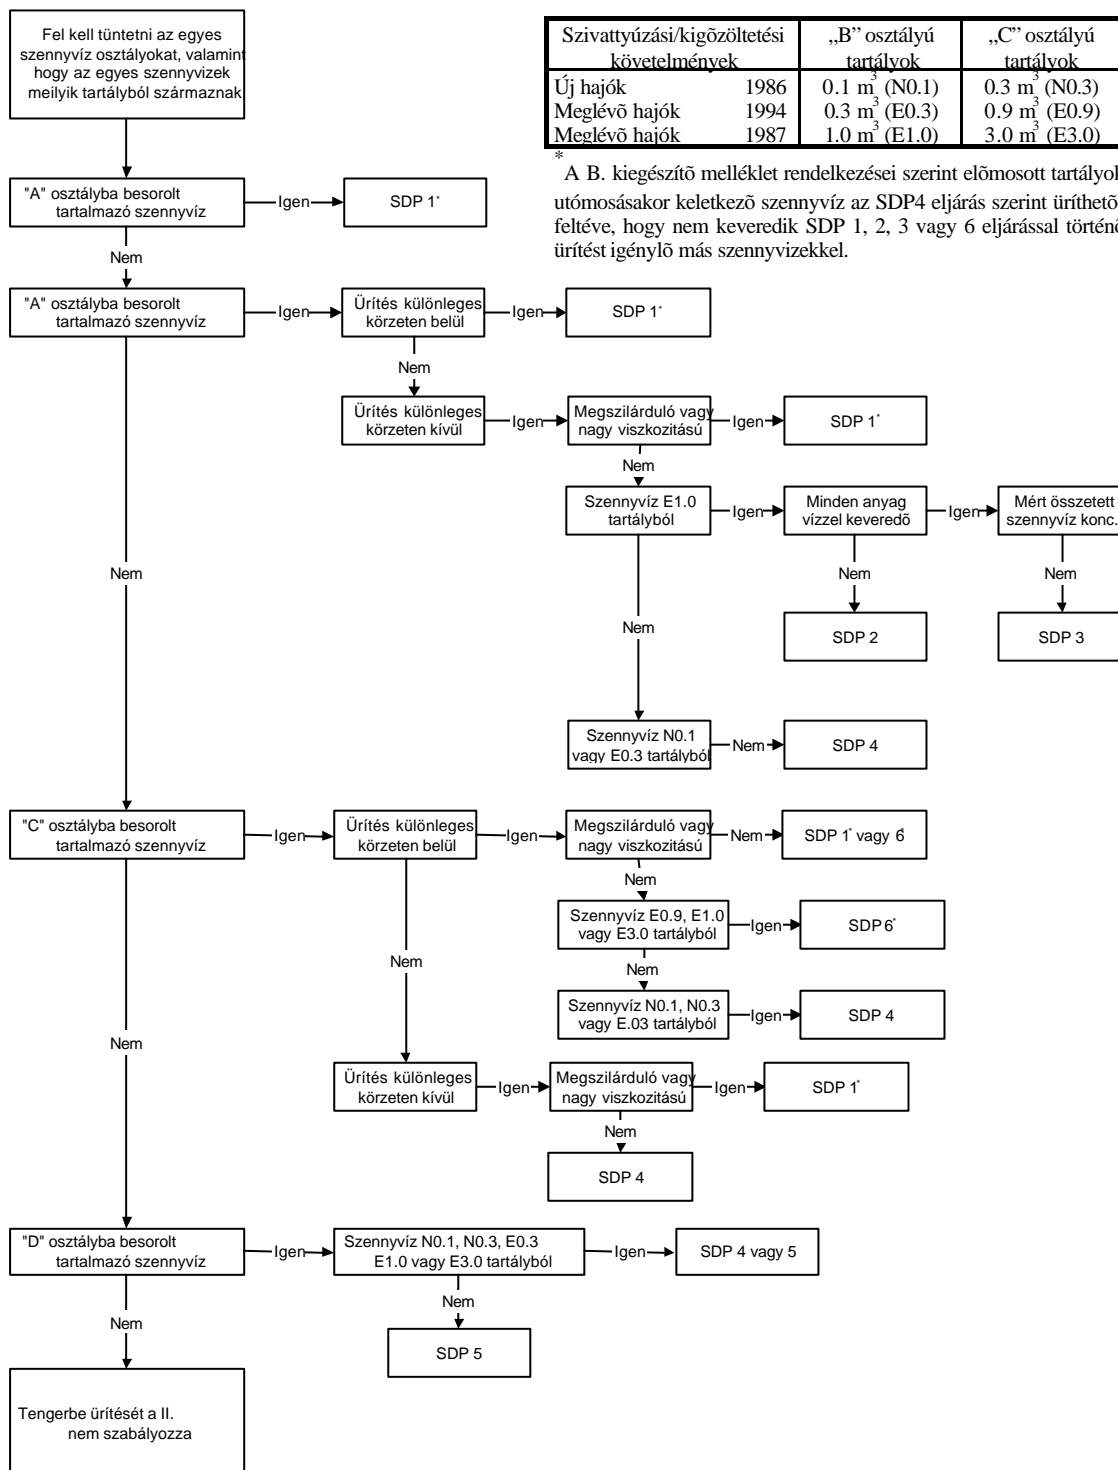 Fel kell tüntetni az egyes
szennyvíz osztályokat, valamint
hogy az egyes szennyvizek
meilyik tartályból származnak
Szivattyúzási/kigõzöltetési
követelmények
„B” osztályú
tartályok
„C” osztályú
tartályok
Új hajók 1986 0.1 m³ (N0.1) 0.3 m³ (N0.3)
Meglévõ hajók 1994 0.3 m³ (E0.3) 0.9 m³ (E0.9)
Meglévõ hajók 1987 1.0 m³ (E1.0) 3.0 m³ (E3.0)
*
A B. kiegészítõ melléklet rendelkezései szerint elõmosott tartályok
utómosásakor keletkezõ szennyvíz az SDP4 eljárás szerint üríthetõ
feltéve, hogy nem keveredik SDP 1, 2, 3 vagy 6 eljárással történõ
ürítést igénylõ más szennyvizekkel.
"A" osztályba besorolt
tartalmazó szennyvíz
Igen
SDP 1*
Nem
"A" osztályba besorolt
tartalmazó szennyvíz
Igen
Ürítés különleges
körzeten belül
Igen
SDP 1*
Nem
Ürítés különleges
körzeten kívül
Igen
Megszilárduló vagy
nagy viszkozitású
Igen
SDP 1*
Nem
Szennyvíz E1.0
tartályból
Igen
Minden anyag
vízzel keveredõ
Igen
Mért összetett
szennyvíz konc.
Nem
Nem
Nem
Nem
SDP 2
SDP 3
Szennyvíz N0.1
vagy E0.3 tartályból
Nem
SDP 4
"C" osztályba besorolt
tartalmazó szennyvíz
Igen
Ürítés különleges
körzeten belül
Igen
Megszilárduló vagy
nagy viszkozitású
Nem
SDP 1* vagy 6*
Nem
Szennyvíz E0.9, E1.0
vagy E3.0 tartályból
Igen
SDP 6*
Nem
Nem
Szennyvíz N0.1, N0.3
vagy E.03 tartályból
Igen
SDP 4
Nem
Ürítés különleges
körzeten kívül
Igen
Megszilárduló vagy
nagy viszkozitású
Igen
SDP 1*
Nem
SDP 4
"D" osztályba besorolt
tartalmazó szennyvíz
Igen
Szennyvíz N0.1, N0.3, E0.3
E1.0 vagy E3.0 tartályból
Igen
SDP 4 vagy 5
Nem
Nem
SDP 5
Tengerbe ürítését a II.
nem szabályozza